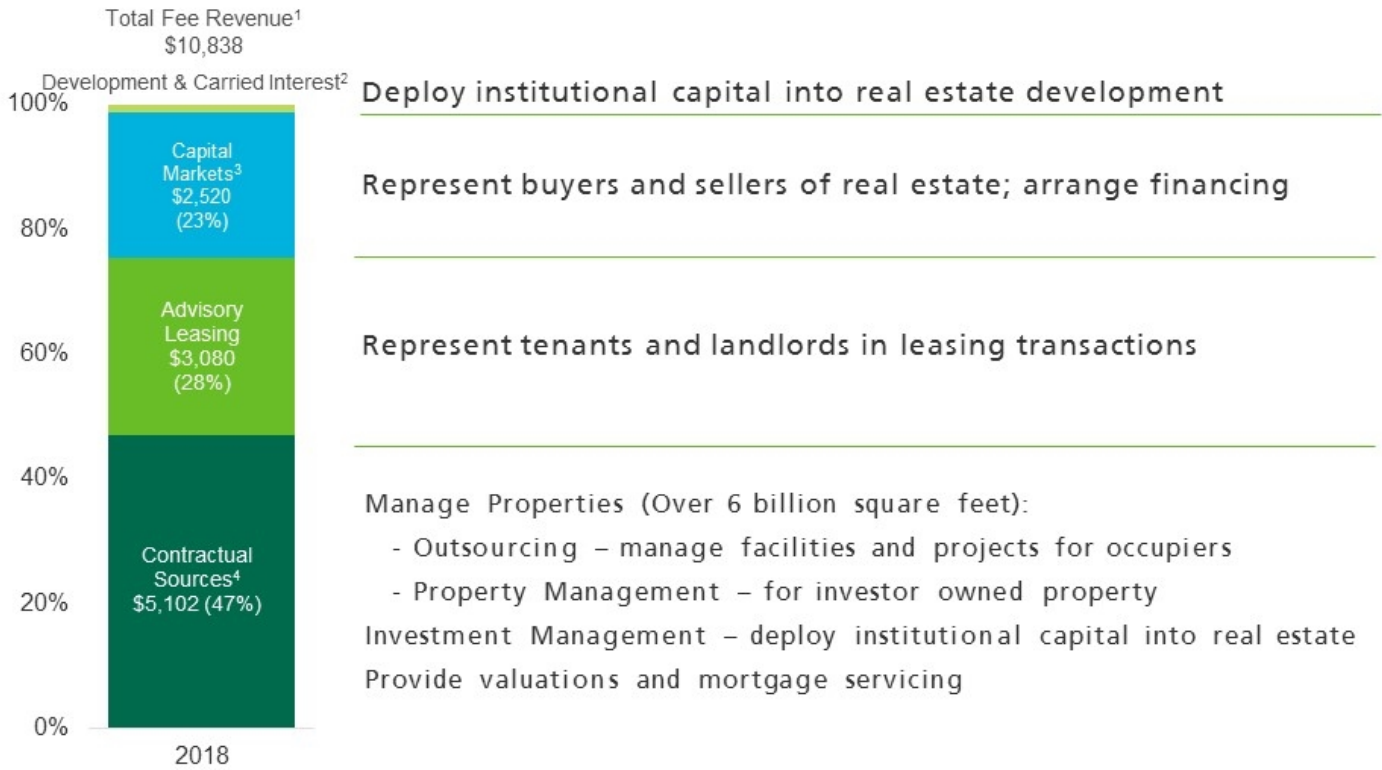 Total Fee Revenue¹
$10,838
Development & Carried Interest²
100%
Deploy institutional capital into real estate development
Capital
Markets³
$2,520
(23%)
Represent buyers and sellers of real estate; arrange financing
80%
Advisory
Leasing
$3,080
(28%)
Represent tenants and landlords in leasing transactions
60%
40%
Manage Properties (Over 6 billion square feet):
- Outsourcing – manage facilities and projects for occupiers
- Property Management – for investor owned property
Investment Management – deploy institutional capital into real estate
Provide valuations and mortgage servicing
Contractual
Sources⁴
$5,102 (47%)
20%
0%
2018